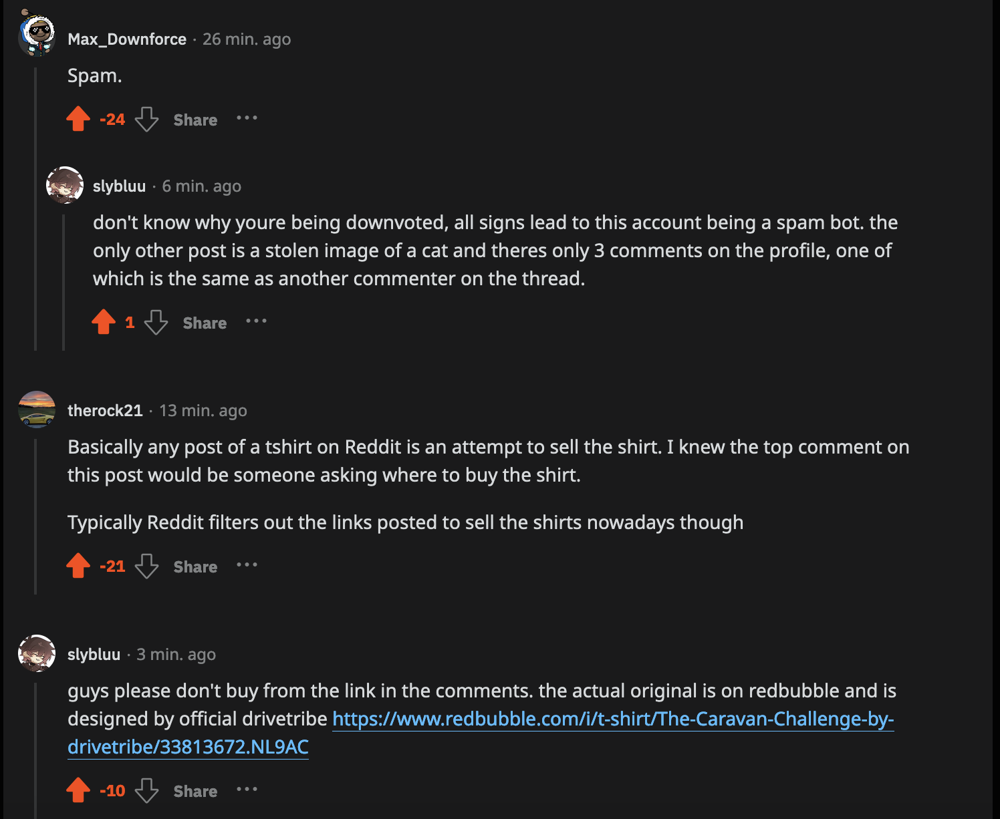 Max_Downforce · 26 min. ago
Spam.
-24 Share ···
slybluu · 6 min. ago
don't know why youre being downvoted, all signs lead to this account being a spam bot. the
only other post is a stolen image of a cat and theres only 3 comments on the profile, one of
which is the same as another commenter on the thread.
1 Share ···
therock21 · 13 min. ago
Basically any post of a tshirt on Reddit is an attempt to sell the shirt. I knew the top comment on
this post would be someone asking where to buy the shirt.
Typically Reddit filters out the links posted to sell the shirts nowadays though
-21 Share ···
slybluu · 3 min. ago
guys please don't buy from the link in the comments. the actual original is on redbubble and is
designed by official drivetribe https://www.redbubble.com/i/t-shirt/The-Caravan-Challenge-by-
drivetribe/33813672.NL9AC
-10 Share ···